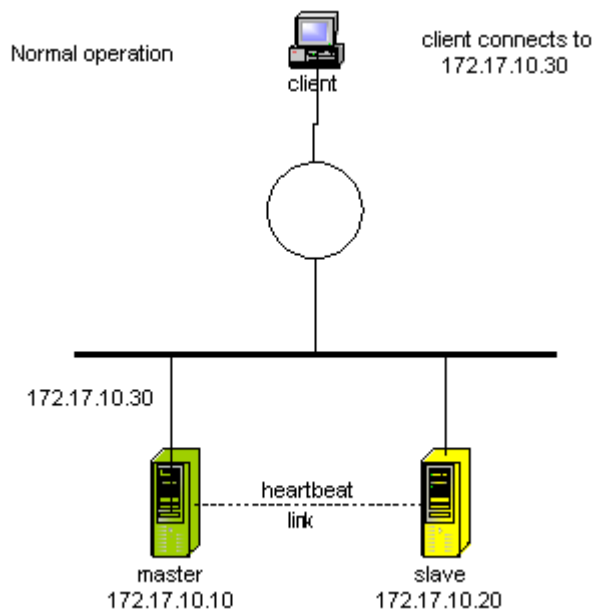 Normal operation
client connects to
172.17.10.30
client
172.17.10.30
heartbeat
link
master
172.17.10.10
slave
172.17.10.20